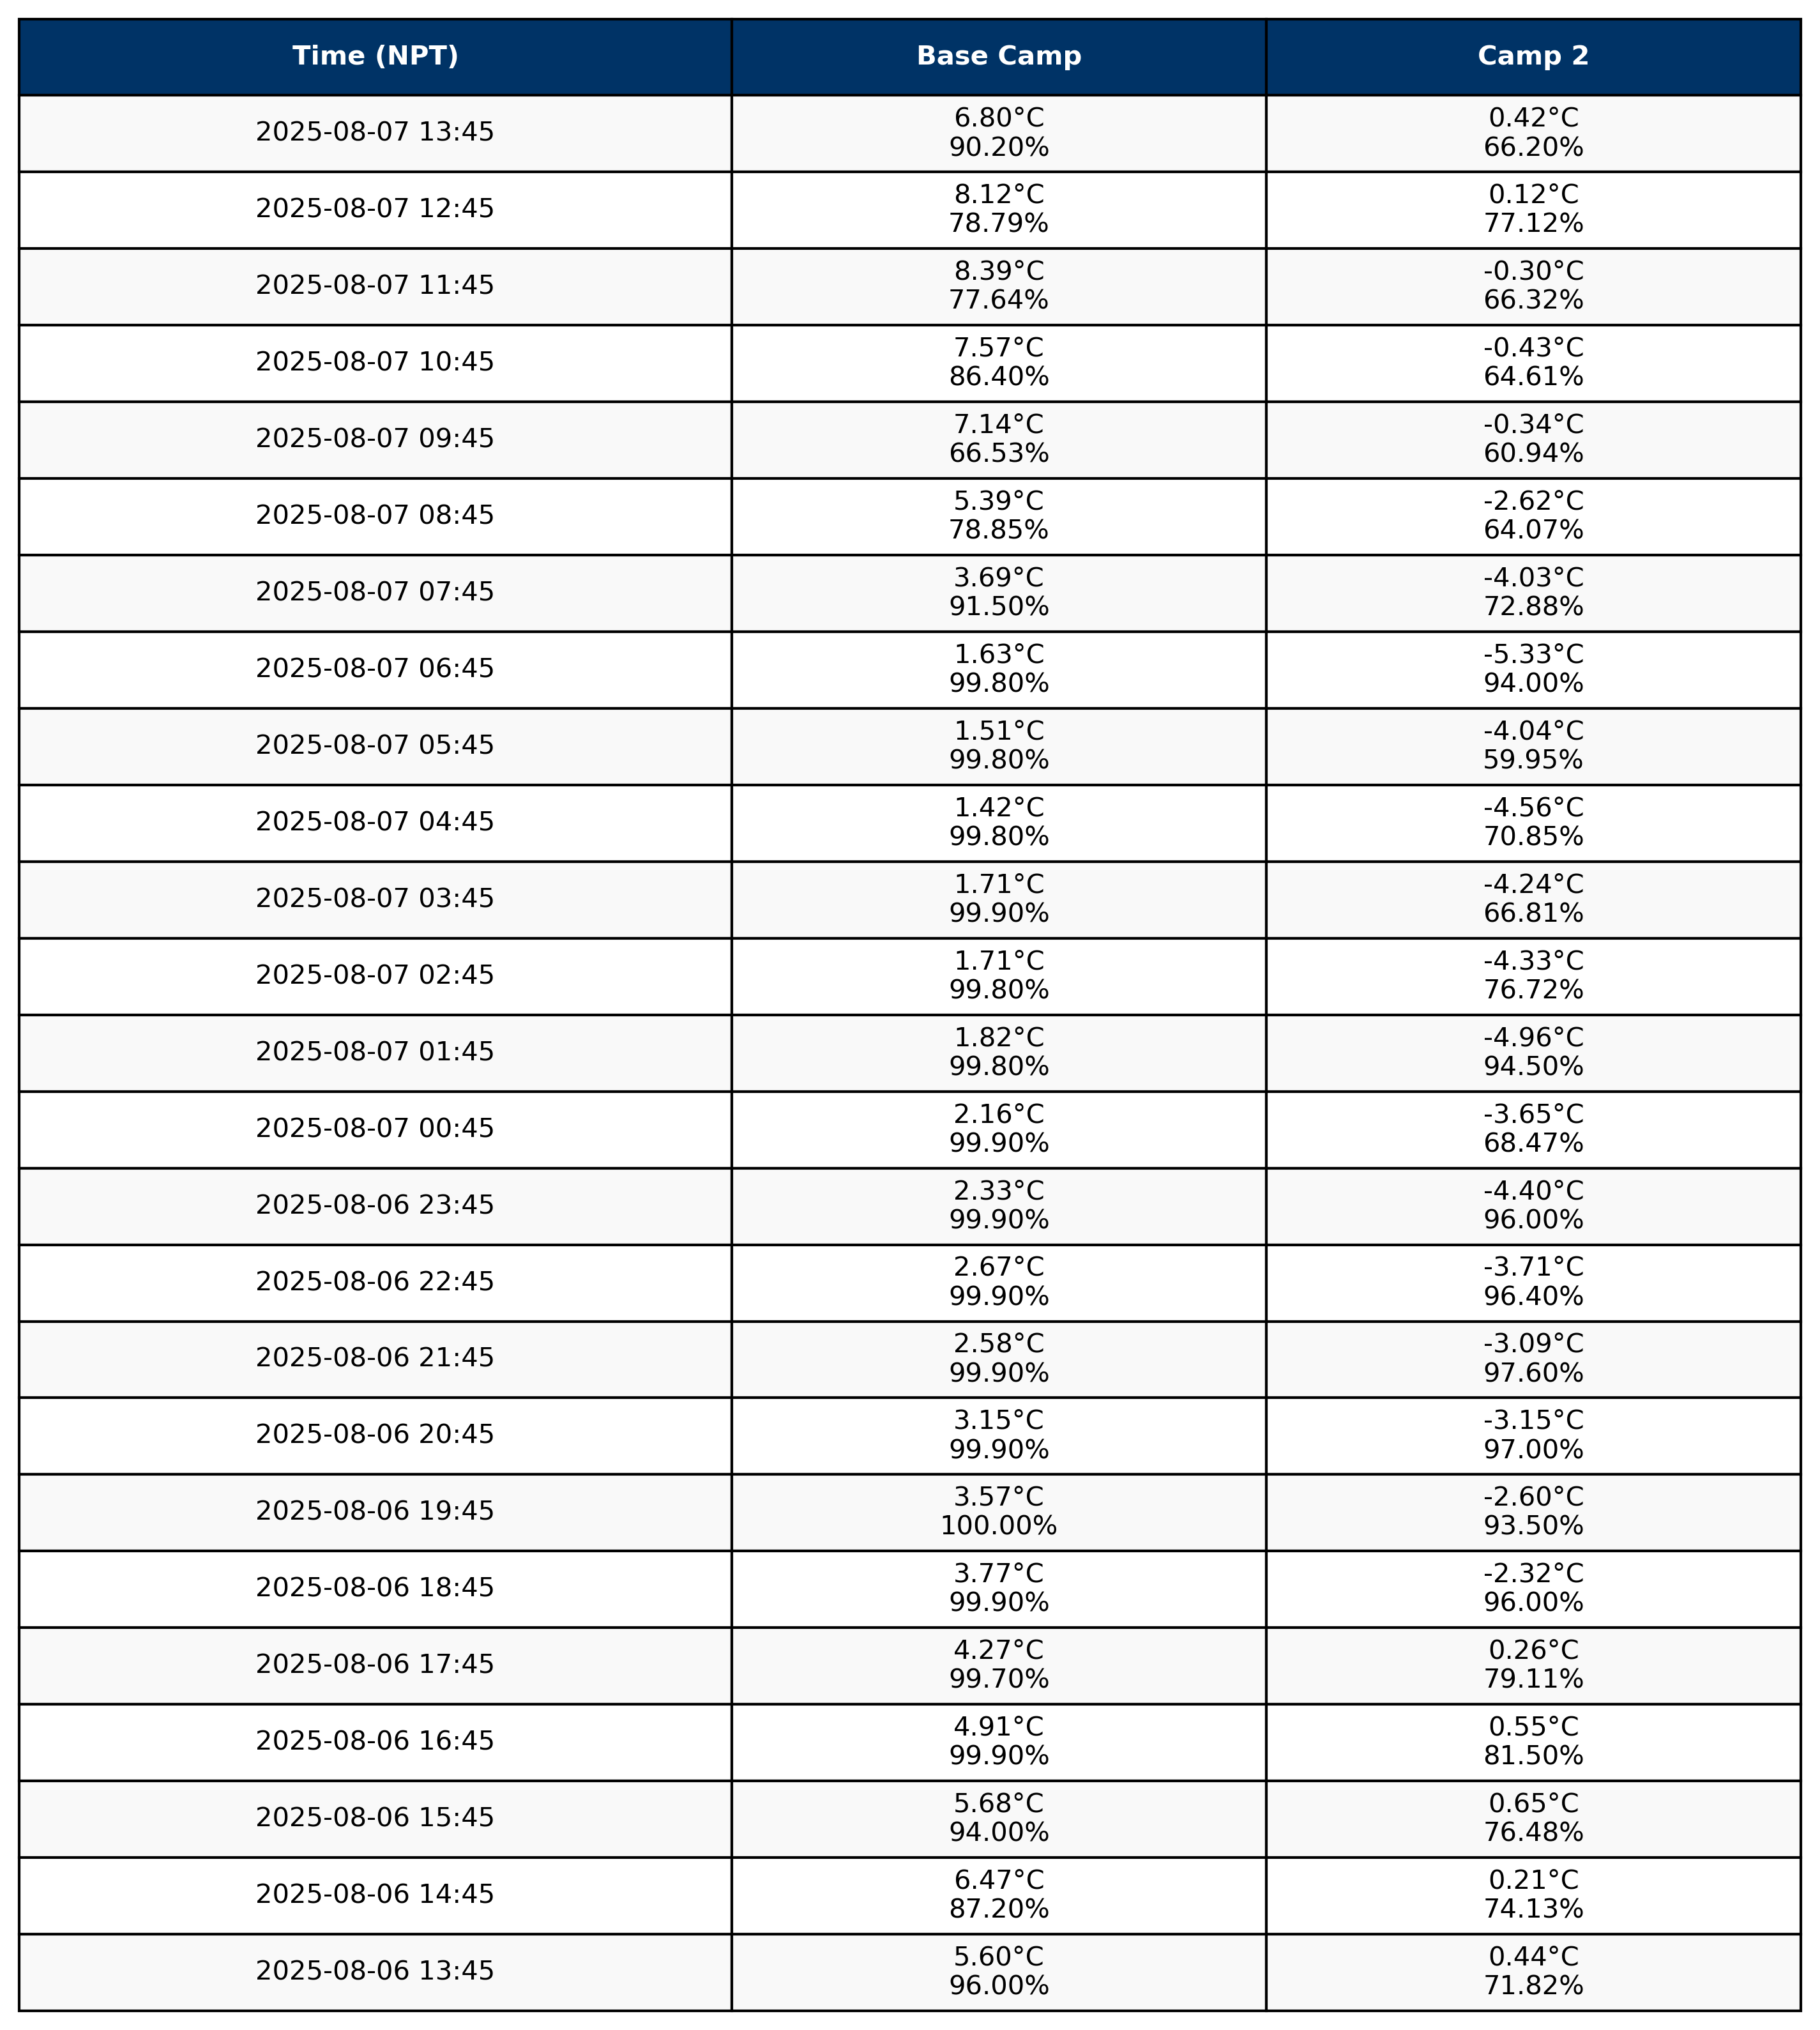 Time (NPT) Base Camp Camp 2
2025-08-07 13:45 6.80°C 0.42°C
90.20% 66.20%
2025-08-07 12:45 8.12°C 0.12°C
78.79% 77.12%
2025-08-07 11:45 8.39°C -0.30°C
77.64% 66.32%
2025-08-07 10:45 7.57°C -0.43°C
86.40% 64.61%
2025-08-07 09:45 7.14°C -0.34°C
66.53% 60.94%
2025-08-07 08:45 5.39°C -2.62°C
78.85% 64.07%
2025-08-07 07:45 3.69°C -4.03°C
91.50% 72.88%
2025-08-07 06:45 1.63°C -5.33°C
99.80% 94.00%
2025-08-07 05:45 1.51°C -4.04°C
99.80% 59.95%
2025-08-07 04:45 1.42°C -4.56°C
99.80% 70.85%
2025-08-07 03:45 1.71°C -4.24°C
99.90% 66.81%
2025-08-07 02:45 1.71°C -4.33°C
99.80% 76.72%
2025-08-07 01:45 1.82°C -4.96°C
99.80% 94.50%
2025-08-07 00:45 2.16°C -3.65°C
99.90% 68.47%
2025-08-06 23:45 2.33°C -4.40°C
99.90% 96.00%
2025-08-06 22:45 2.67°C -3.71°C
99.90% 96.40%
2025-08-06 21:45 2.58°C -3.09°C
99.90% 97.60%
2025-08-06 20:45 3.15°C -3.15°C
99.90% 97.00%
2025-08-06 19:45 3.57°C -2.60°C
100.00% 93.50%
2025-08-06 18:45 3.77°C -2.32°C
99.90% 96.00%
2025-08-06 17:45 4.27°C 0.26°C
99.70% 79.11%
2025-08-06 16:45 4.91°C 0.55°C
99.90% 81.50%
2025-08-06 15:45 5.68°C 0.65°C
94.00% 76.48%
2025-08-06 14:45 6.47°C 0.21°C
87.20% 74.13%
2025-08-06 13:45 5.60°C 0.44°C
96.00% 71.82%